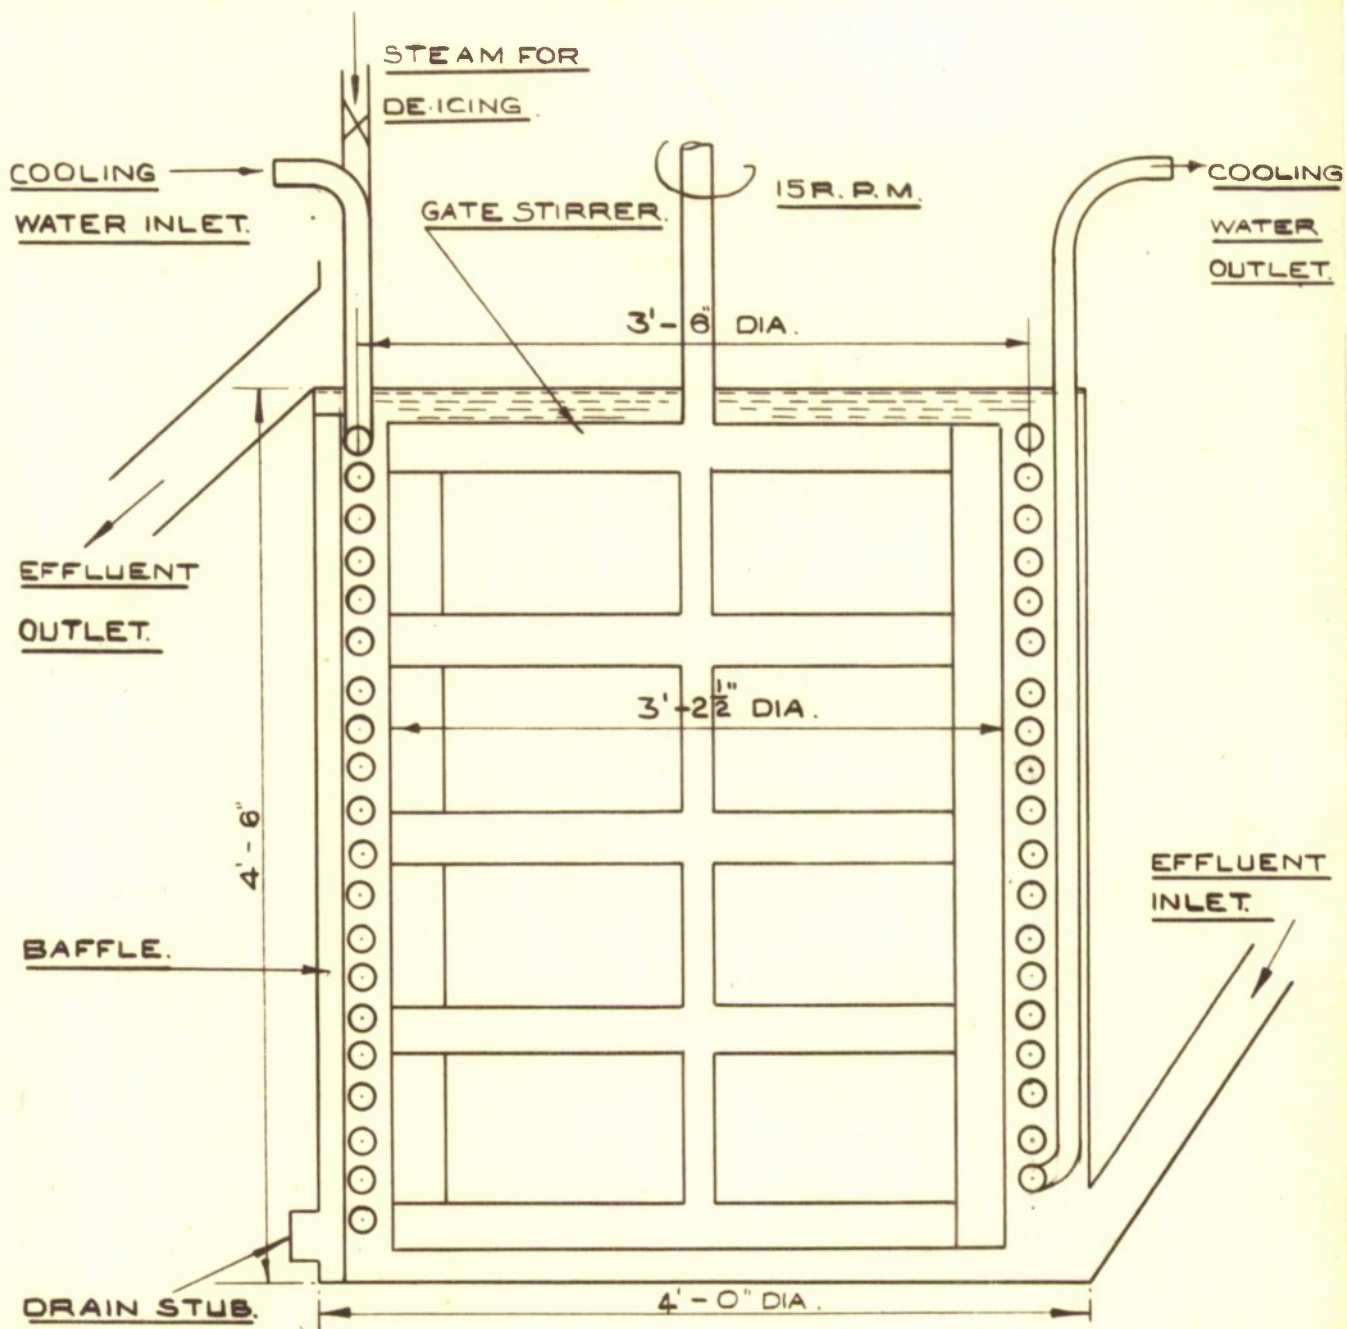 STEAM FOR
DE-ICING.
COOLING
WATER INLET.
GATE STIRRER.
15 R.P.M.
COOLING
WATER
OUTLET.
3'-6" DIA.
EFFLUENT
OUTLET.
3'-2½" DIA.
4'-6"
EFFLUENT
INLET.
BAFFLE.
DRAIN STUB.
4'-0" DIA.